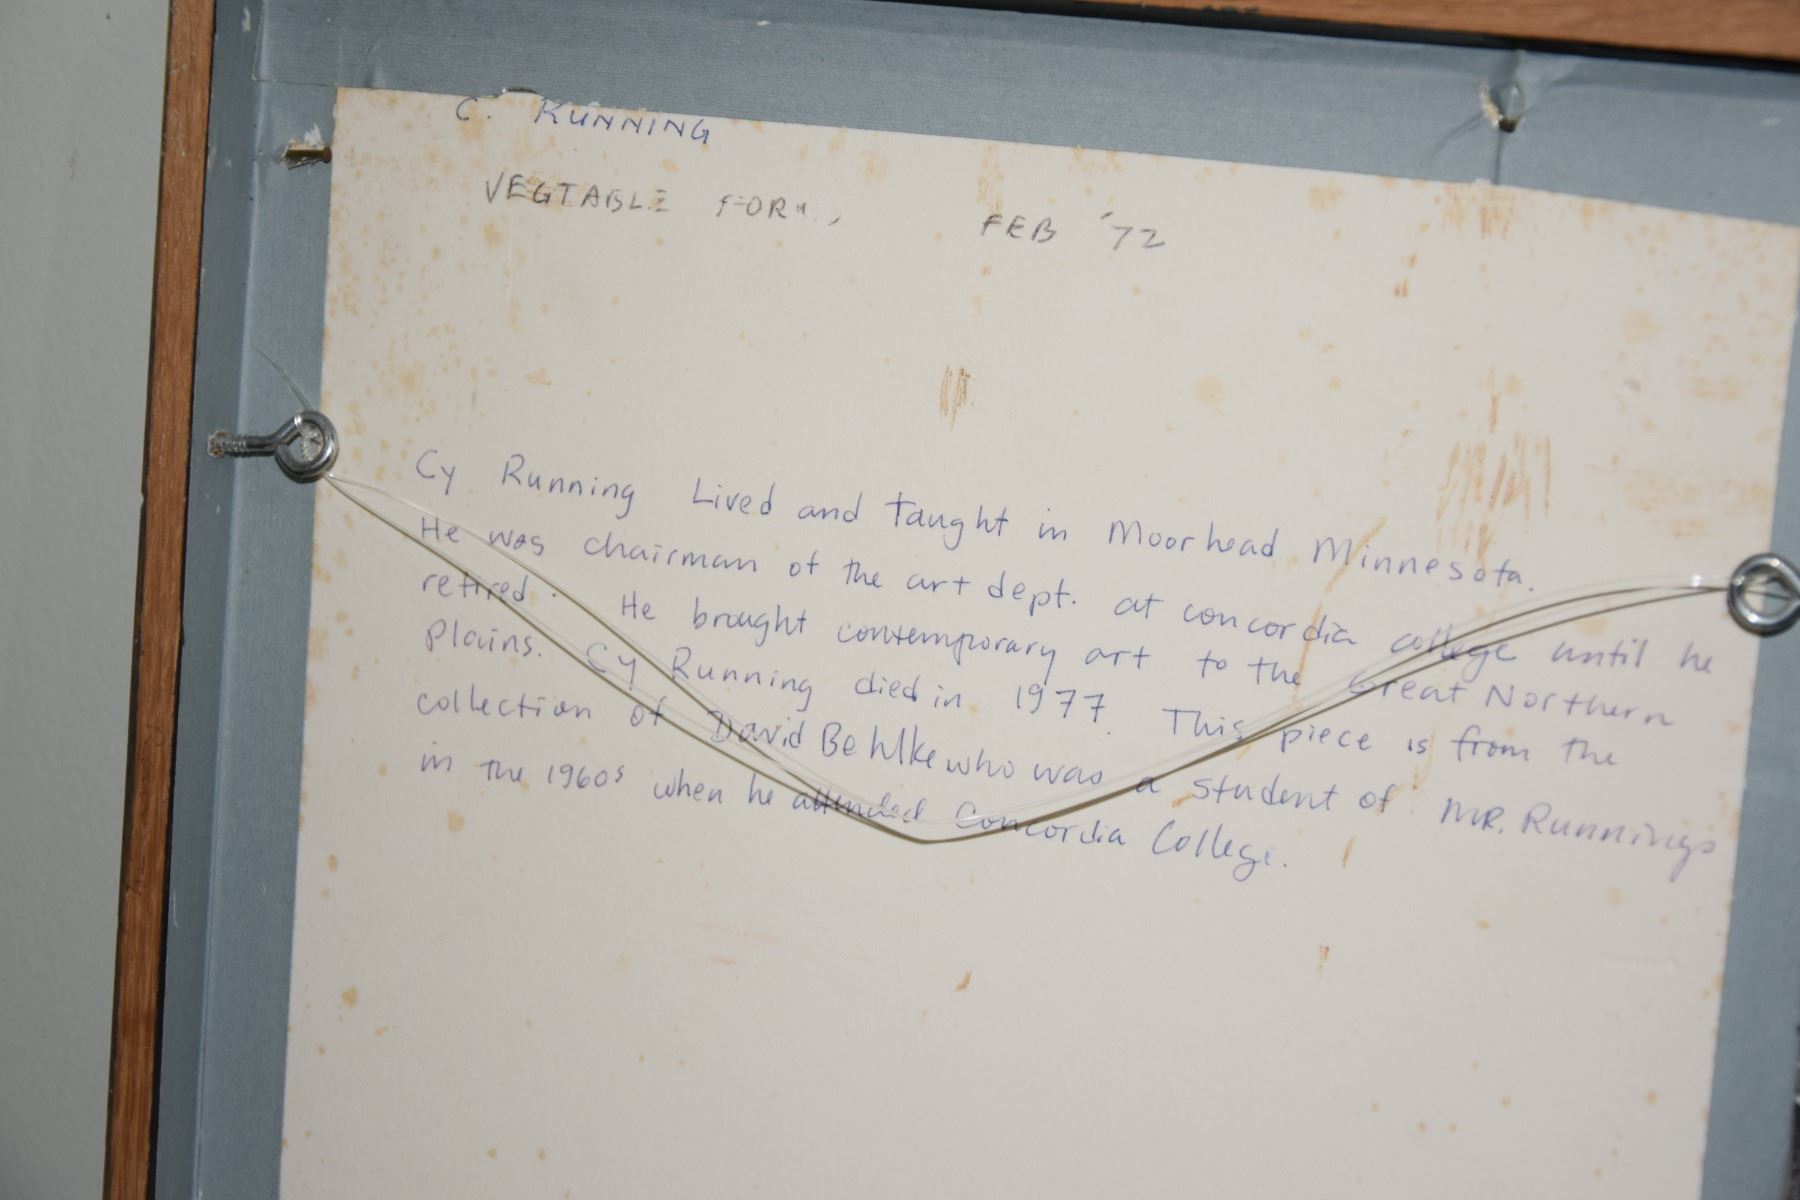 C. RUNNING
VEGTABLE FORMS FEB '72
Cy Running Lived and taught in Moorhead Minnesota.
He was chairman of the art dept. at concordia college until he
retired. He brought contemporary art to the Great Northern
Plains. Cy Running died in 1977. This piece is from the
collection of David Behlke who was a student of MR. Runnings
in the 1960s when he attended Concordia College.